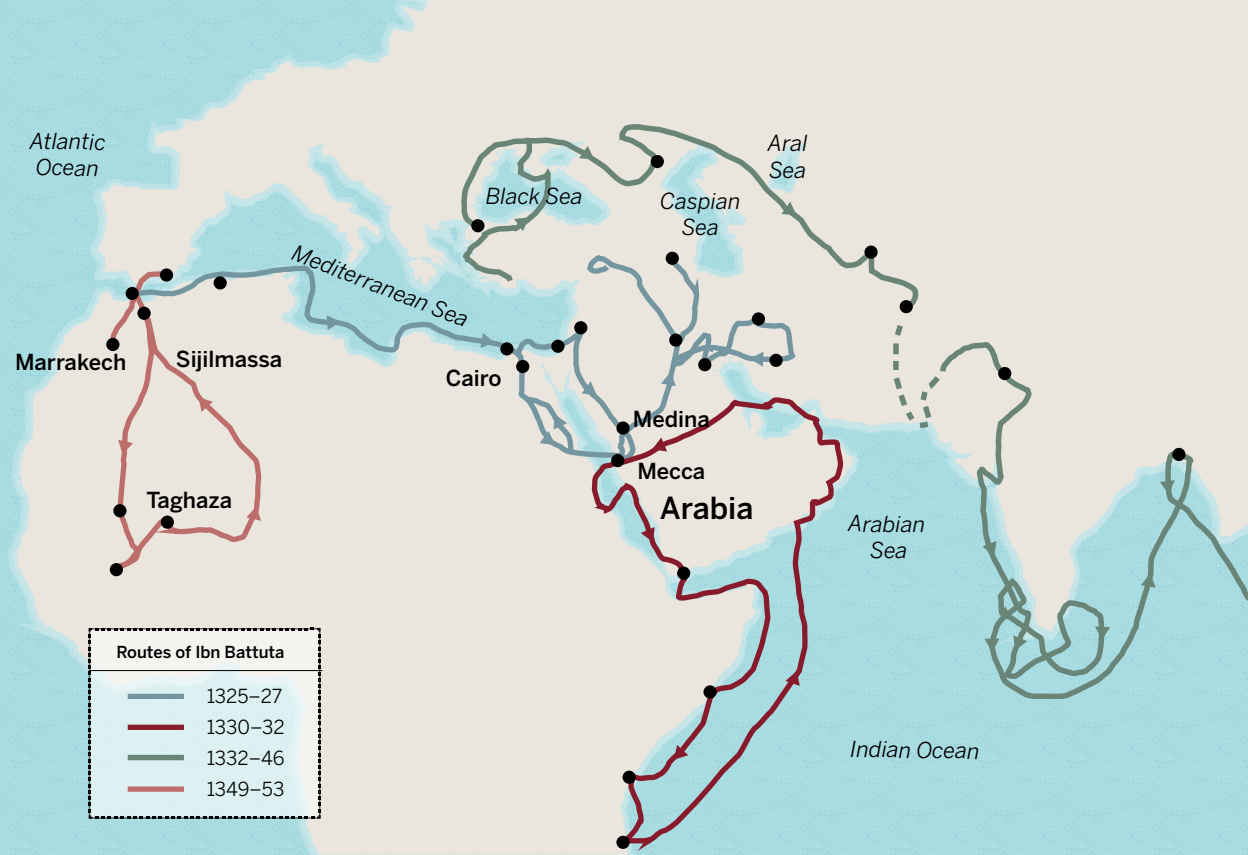 Atlantic
Ocean
Aral
Sea
Black Sea
Caspian
Sea
Mediterranean Sea
Marrakech
Sijilmassa
Cairo
Medina
Mecca
Arabia
Taghaza
Arabian
Sea
Indian Ocean
Routes of Ibn Battuta
1325–27
1330–32
1332–46
1349–53